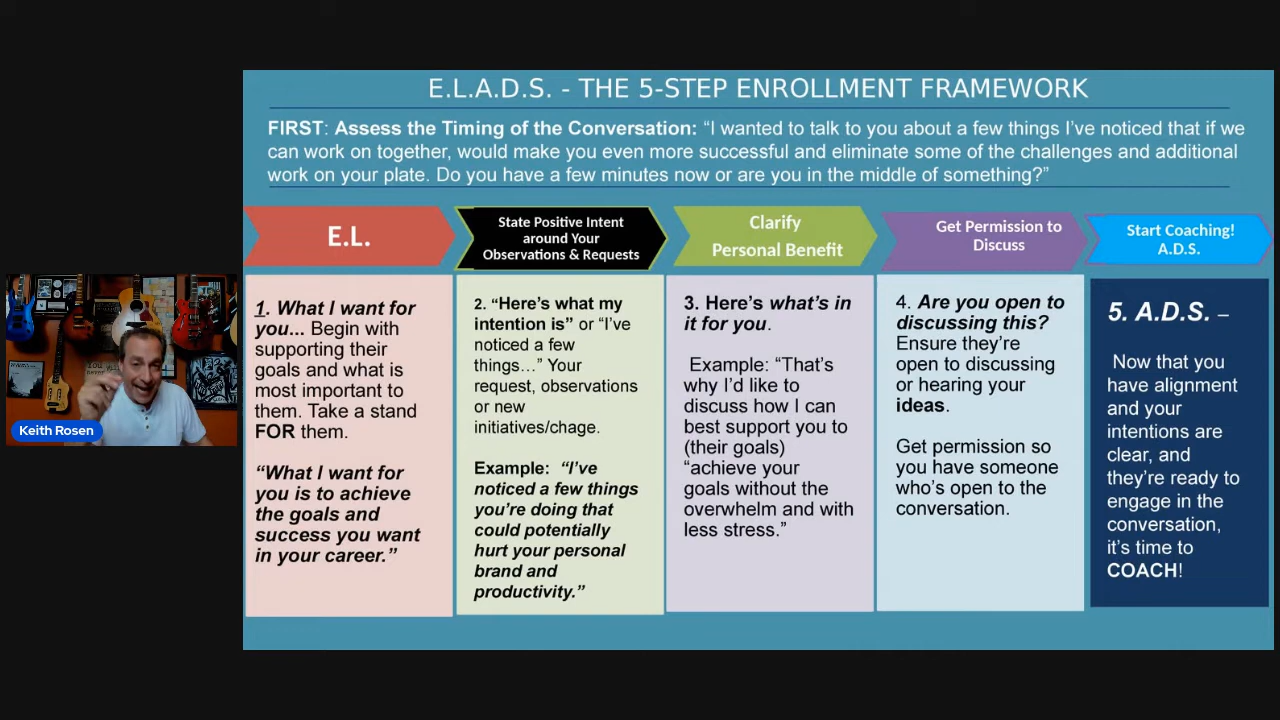 E.L.A.D.S. - THE 5-STEP ENROLLMENT FRAMEWORK
FIRST: Assess the Timing of the Conversation: “I wanted to talk to you about a few things I’ve noticed that if we
can work on together, would make you even more successful and eliminate some of the challenges and additional
work on your plate. Do you have a few minutes now or are you in the middle of something?”
E.L.
State Positive Intent
around Your
Observations & Requests
Clarify
Personal Benefit
Get Permission to
Discuss
Start Coaching!
A.D.S.
1. What I want for
you... Begin with
supporting their
goals and what is
most important to
them. Take a stand
FOR them.
“What I want for
you is to achieve
the goals and
success you want
in your career.”
2. “Here’s what my
intention is” or “I’ve
noticed a few
things…” Your
request, observations
or new
initiatives/chage.
Example: “I’ve
noticed a few things
you’re doing that
could potentially
hurt your personal
brand and
productivity.”
3. Here’s what’s in
it for you.
Example: “That’s
why I’d like to
discuss how I can
best support you to
(their goals)
“achieve your
goals without the
overwhelm and with
less stress.”
4. Are you open to
discussing this?
Ensure they’re
open to discussing
or hearing your
ideas.
Get permission so
you have someone
who’s open to the
conversation.
5. A.D.S. –
Now that you
have alignment
and your
intentions are
clear, and
they’re ready to
engage in the
conversation,
it’s time to
COACH!
Keith Rosen